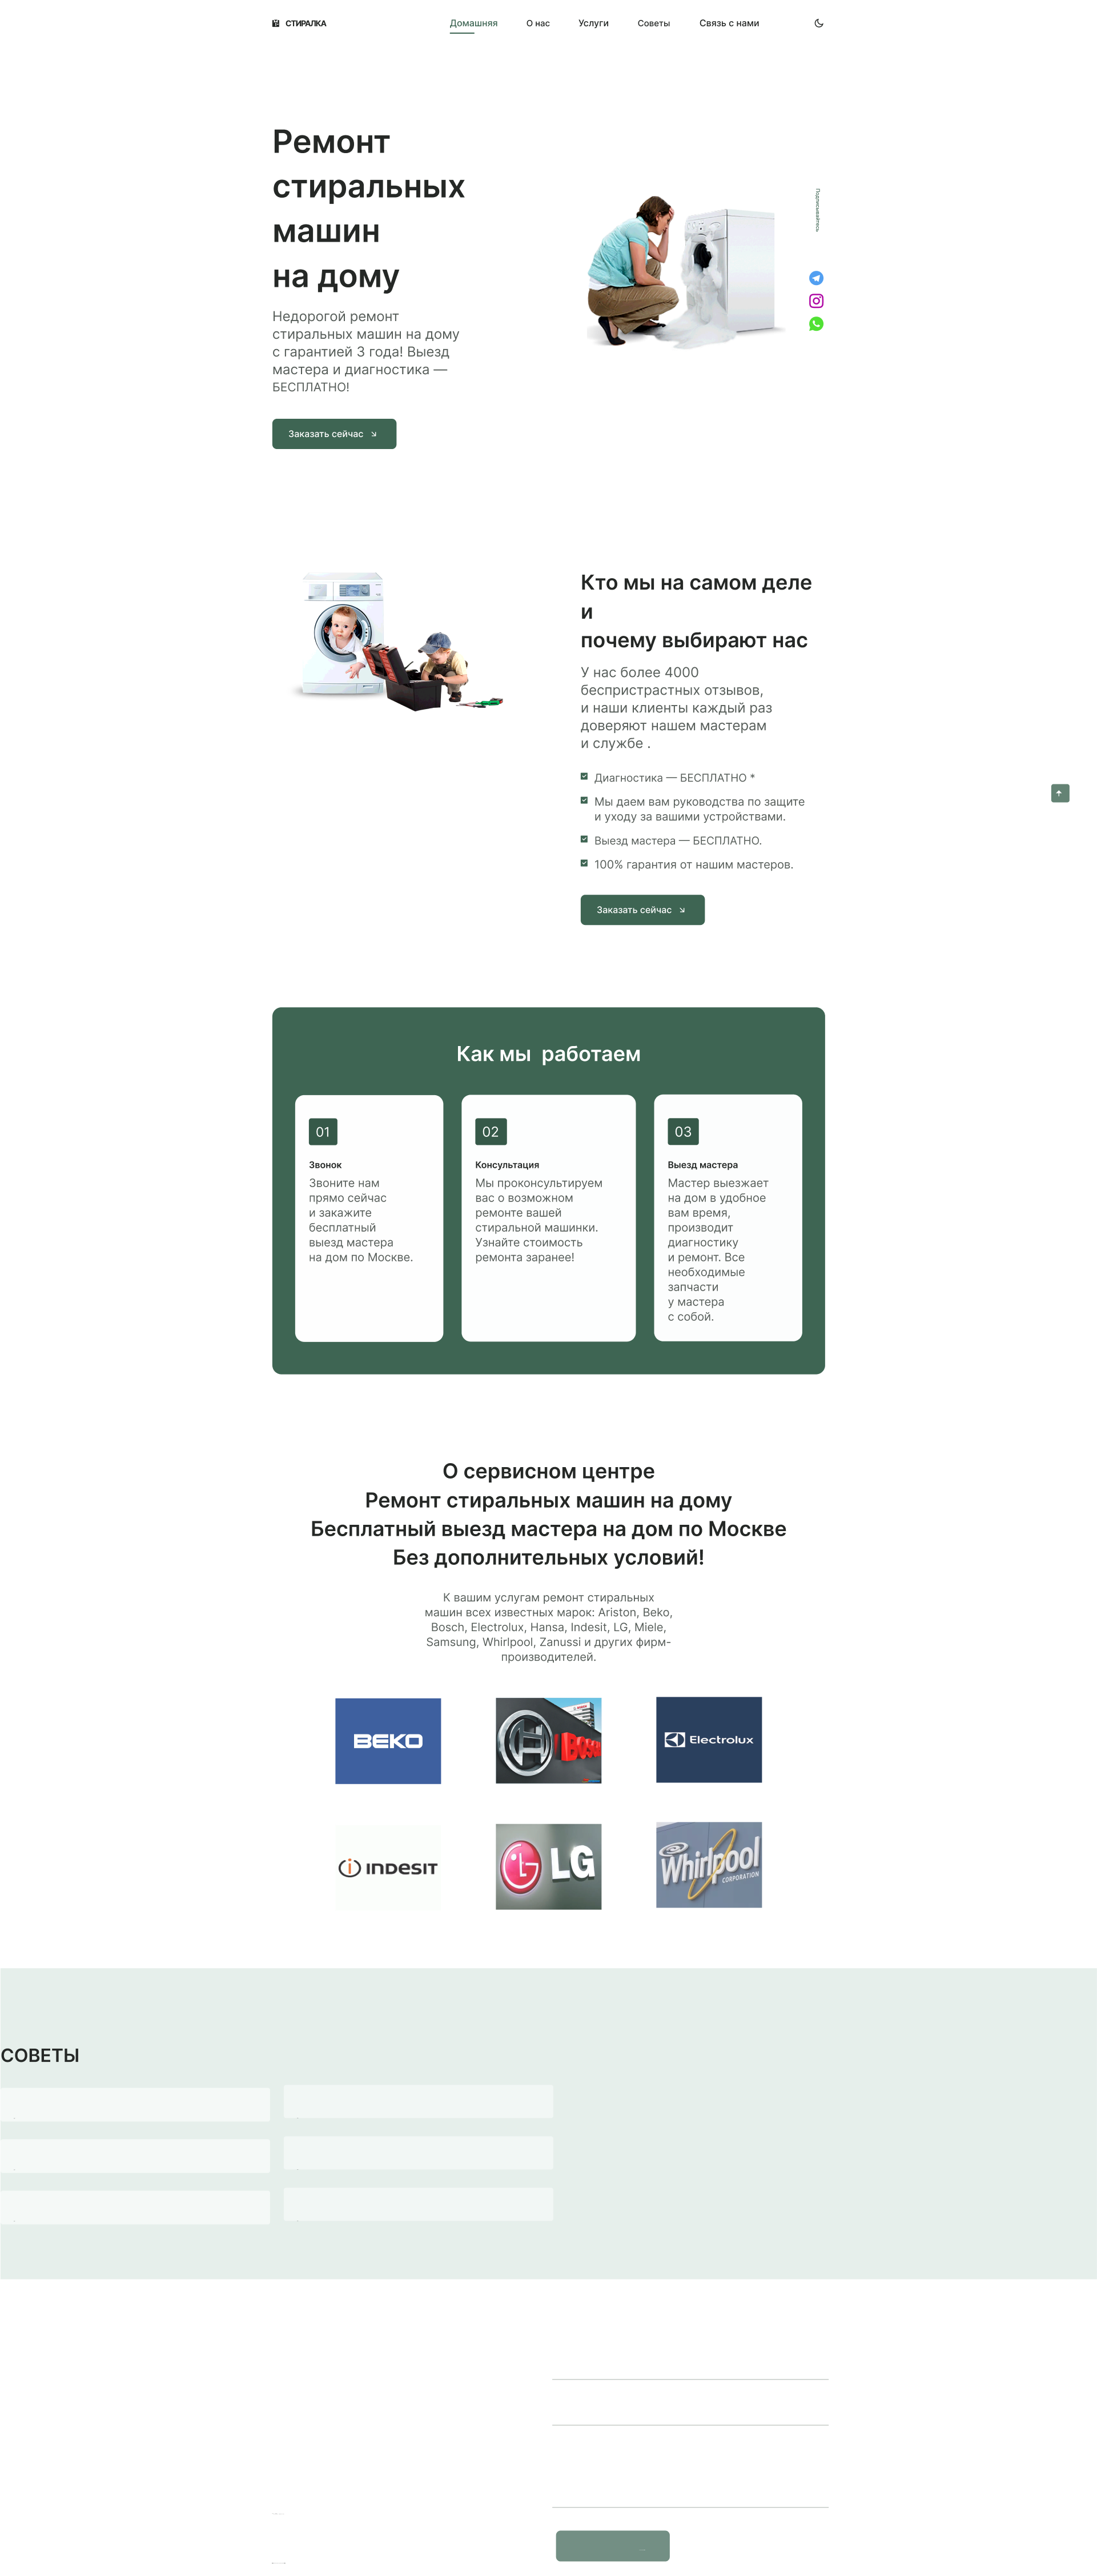 СТИРАЛКА
Домашняя
О нас
Услуги
Советы
Связь с нами
Ремонт
стиральных
машин
на дому
Недорогой ремонт
стиральных машин на дому
с гарантией 3 года! Выезд
мастера и диагностика —
БЕСПЛАТНО!
Заказать сейчас
Подписывайтесь
Кто мы на самом деле
и
почему выбирают нас
У нас более 4000
беспристрастных отзывов,
и наши клиенты каждый раз
доверяют нашем мастерам
и службе .
Диагностика — БЕСПЛАТНО *
Мы даем вам руководства по защите
и уходу за вашими устройствами.
Выезд мастера — БЕСПЛАТНО.
100% гарантия от нашим мастеров.
Заказать сейчас
Как мы работаем
01
Звонок
Звоните нам
прямо сейчас
и закажите
бесплатный
выезд мастера
на дом по Москве.
02
Консультация
Мы проконсультируем
вас о возможном
ремонте вашей
стиральной машинки.
Узнайте стоимость
ремонта заранее!
03
Выезд мастера
Мастер выезжает
на дом в удобное
вам время,
производит
диагностику
и ремонт. Все
необходимые
запчасти
у мастера
с собой.
О сервисном центре
Ремонт стиральных машин на дому
Бесплатный выезд мастера на дом по Москве
Без дополнительных условий!
К вашим услугам ремонт стиральных
машин всех известных марок: Ariston, Beko,
Bosch, Electrolux, Hansa, Indesit, LG, Miele,
Samsung, Whirlpool, Zanussi и других фирм-
производителей.
BEKO
BOSCH
Electrolux
INDESIT
LG
Whirlpool
CORPORATION
СОВЕТЫ